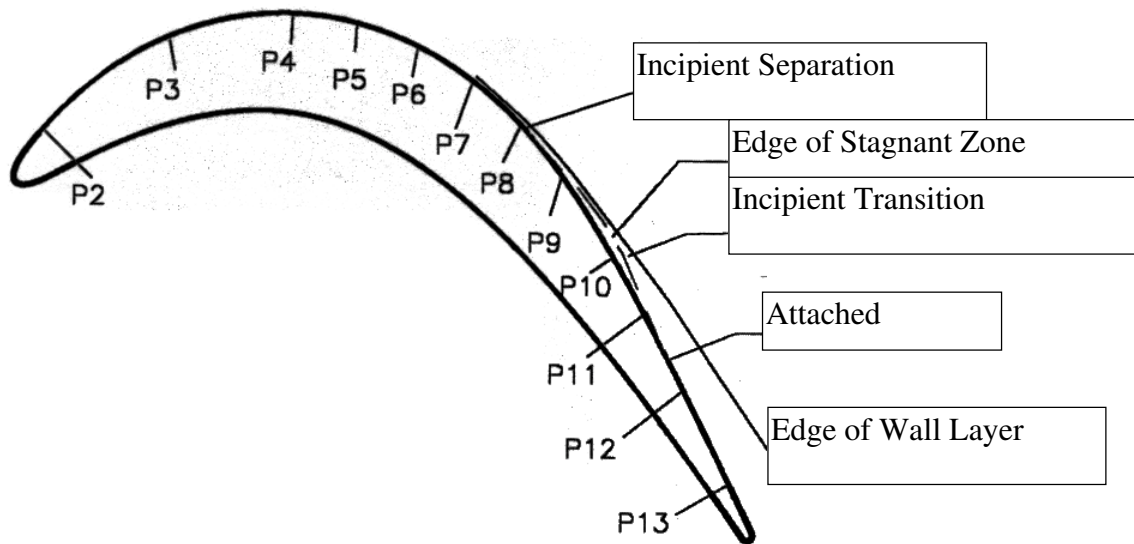 P4
P3
P5
P6
P7
P8
P2
P9
P10
P11
P12
P13
Incipient Separation
Edge of Stagnant Zone
Incipient Transition
Attached
Edge of Wall Layer